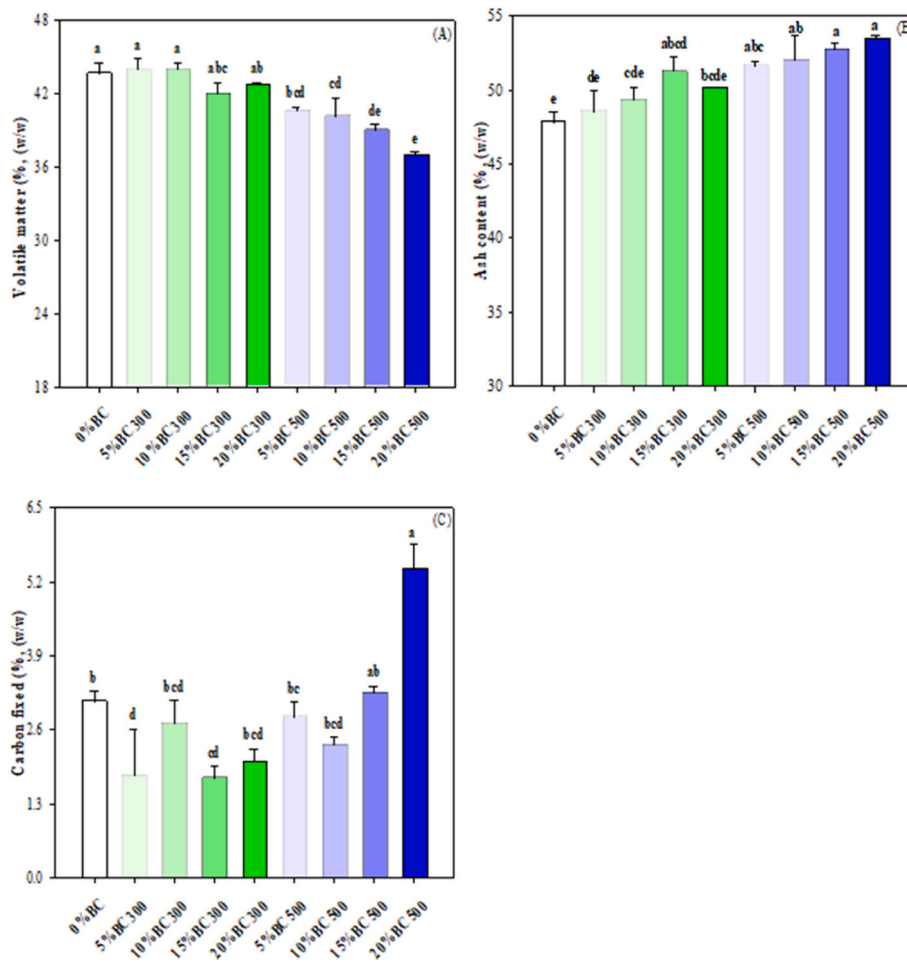 (A)
Volatile matter (%, (w/w)
48
42
36
30
24
18
a
a
a
abc
ab
bcd
cd
de
e
0%BC
5%BC300
10%BC300
15%BC300
20%BC300
5%BC500
10%BC500
15%BC500
20%BC500
(B
Ash content (%, (w/w)
55
50
45
40
35
30
e
de
cde
abcd
bcde
abc
ab
a
a
0%BC
5%BC300
10%BC300
15%BC300
20%BC300
5%BC500
10%BC500
15%BC500
20%BC500
(C)
Carbon fixed (%, (w/w)
6.5
5.2
3.9
2.6
1.3
0.0
b
d
bcd
cd
bcd
bc
bcd
ab
a
0%BC
5%BC300
10%BC300
15%BC300
20%BC300
5%BC500
10%BC500
15%BC500
20%BC500